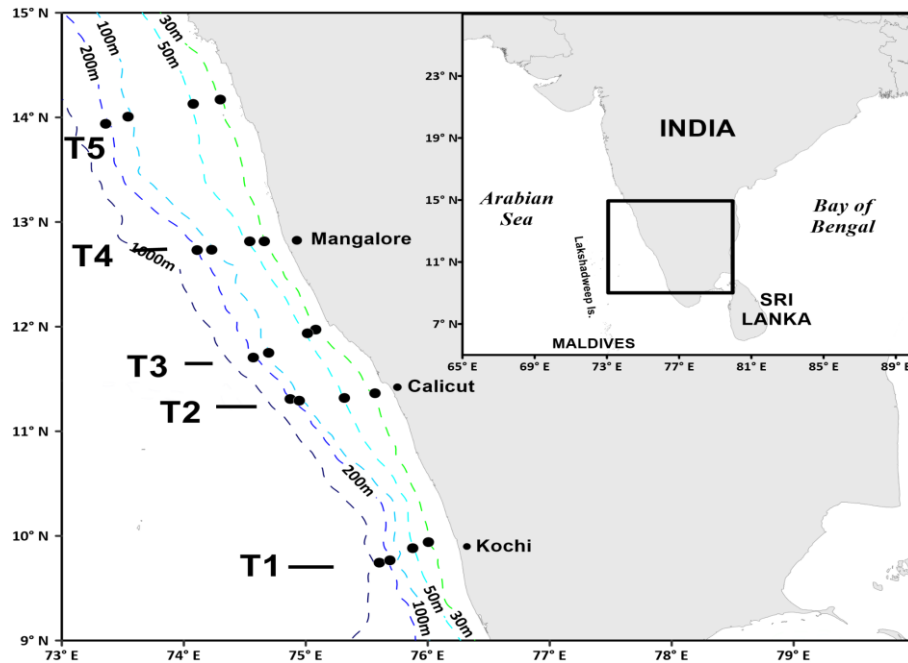 15° N
14° N
13° N
12° N
11° N
10° N
9° N
73° E
74° E
75° E
76° E
77° E
78° E
79° E
200m
100m
50m
30m
T5
T4
1000m
Mangalore
T3
Calicut
T2
200m
T1
Kochi
100m
50m
30m
23° N
19° N
15° N
11° N
7° N
65° E
69° E
73° E
77° E
81° E
85° E
89° E
INDIA
Arabian
Sea
Bay of
Bengal
Lakshadweep Is.
SRI
LANKA
MALDIVES